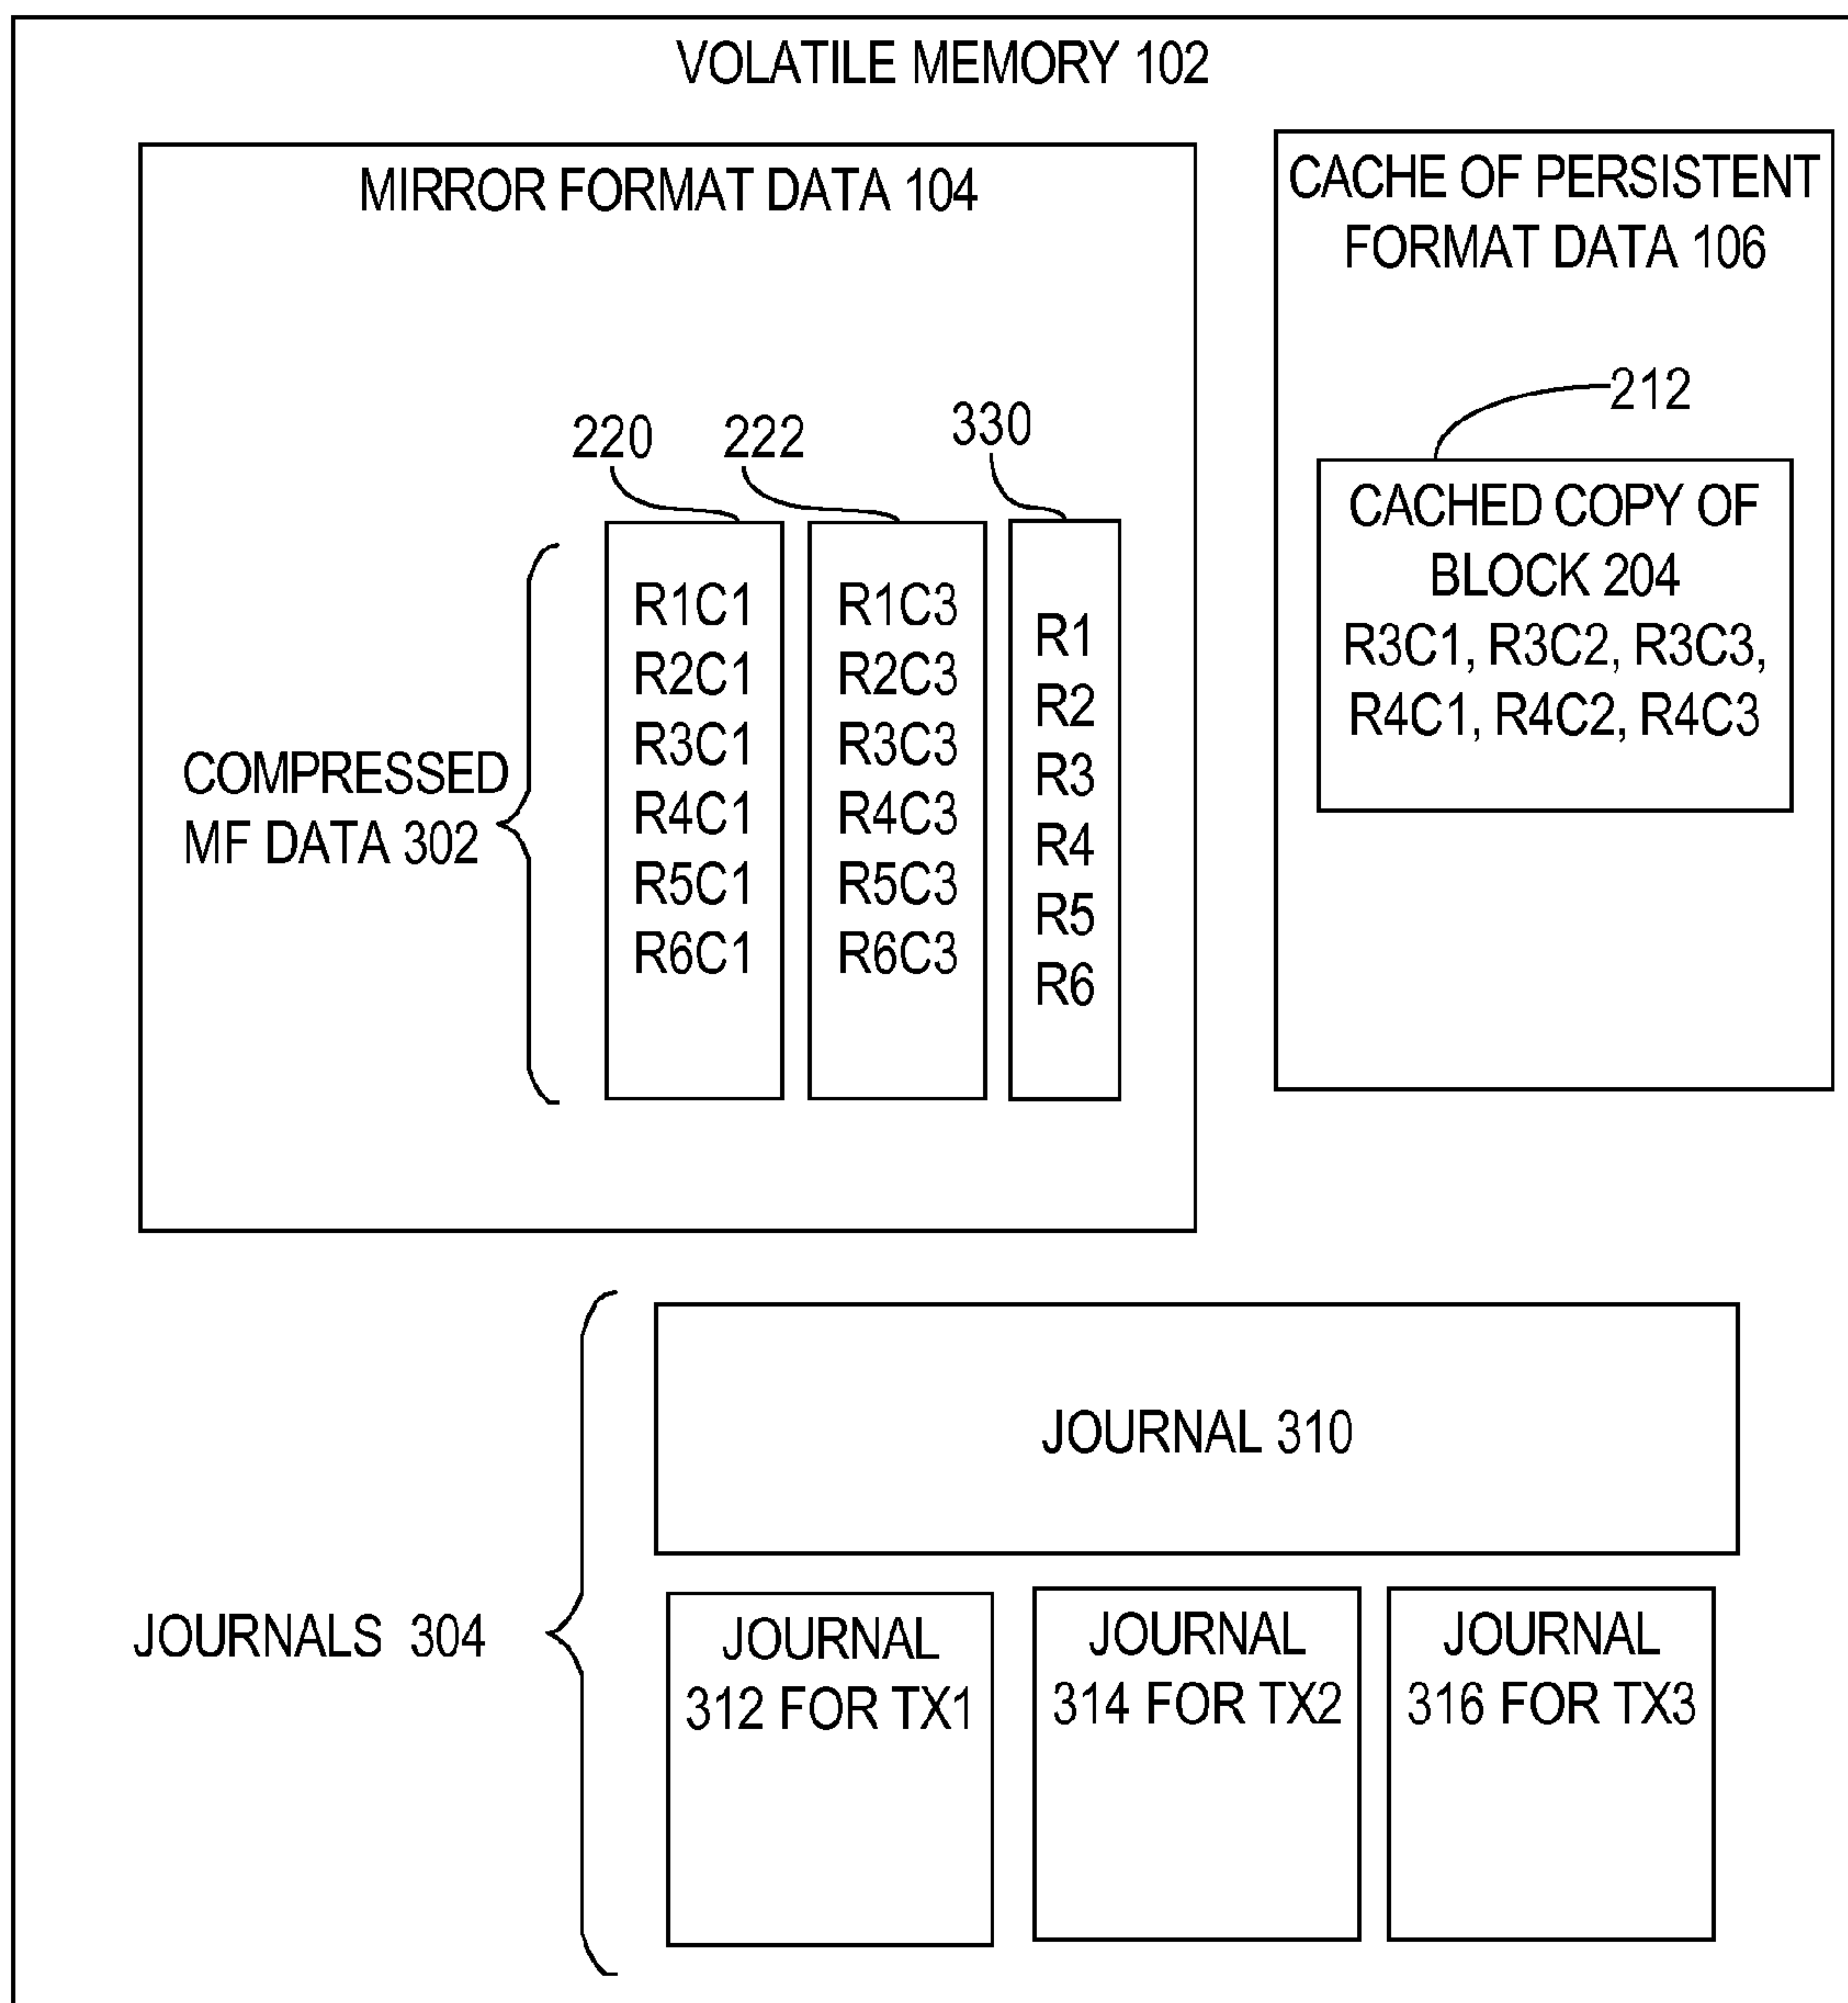 VOLATILE MEMORY 102
MIRROR FORMAT DATA 104
220
222
330
COMPRESSED
MF DATA 302
R1C1
R2C1
R3C1
R4C1
R5C1
R6C1
R1C3
R2C3
R3C3
R4C3
R5C3
R6C3
R1
R2
R3
R4
R5
R6
CACHE OF PERSISTENT
FORMAT DATA 106
212
CACHED COPY OF
BLOCK 204
R3C1, R3C2, R3C3,
R4C1, R4C2, R4C3
JOURNALS 304
JOURNAL 310
JOURNAL
312 FOR TX1
JOURNAL
314 FOR TX2
JOURNAL
316 FOR TX3